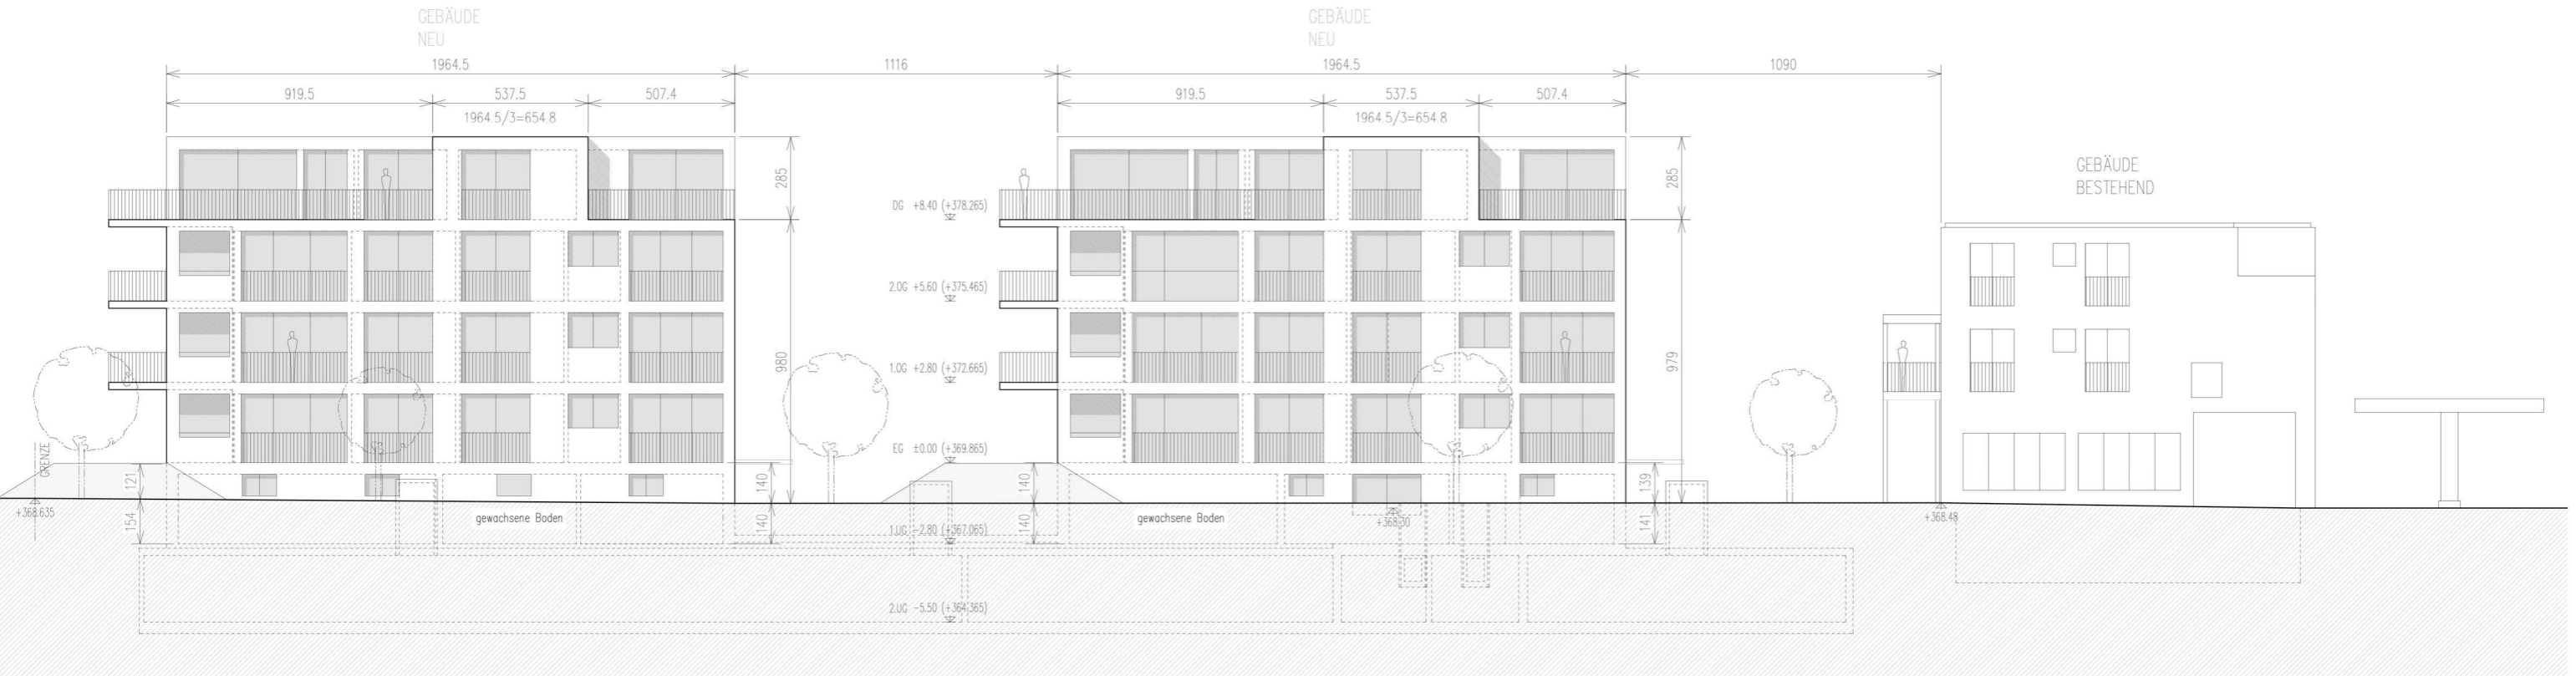 GEBÄUDE
NEU
GEBÄUDE
NEU
1964.5
1116
1964.5
1090
919.5
537.5
507.4
919.5
537.5
507.4
1964.5/3=654.8
1964.5/3=654.8
GEBÄUDE
BESTEHEND
285
285
DG +8.40 (+378.265)
2.OG +5.60 (+375.465)
980
979
1.OG +2.80 (+372.665)
EG ±0.00 (+369.865)
GRENZE
121
140
140
139
+368.635
154
gewachsene Boden
140
1.UG -2.80 (+367.065)
140
gewachsene Boden
+368.30
141
+368.48
2.UG -5.50 (+364.365)